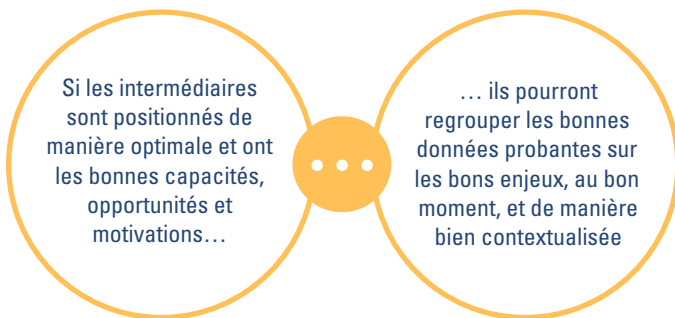 Si les intermédiaires
sont positionnés de
manière optimale et ont
les bonnes capacités,
opportunités et
motivations…
… ils pourront
regrouper les bonnes
données probantes sur
les bons enjeux, au bon
moment, et de manière
bien contextualisée